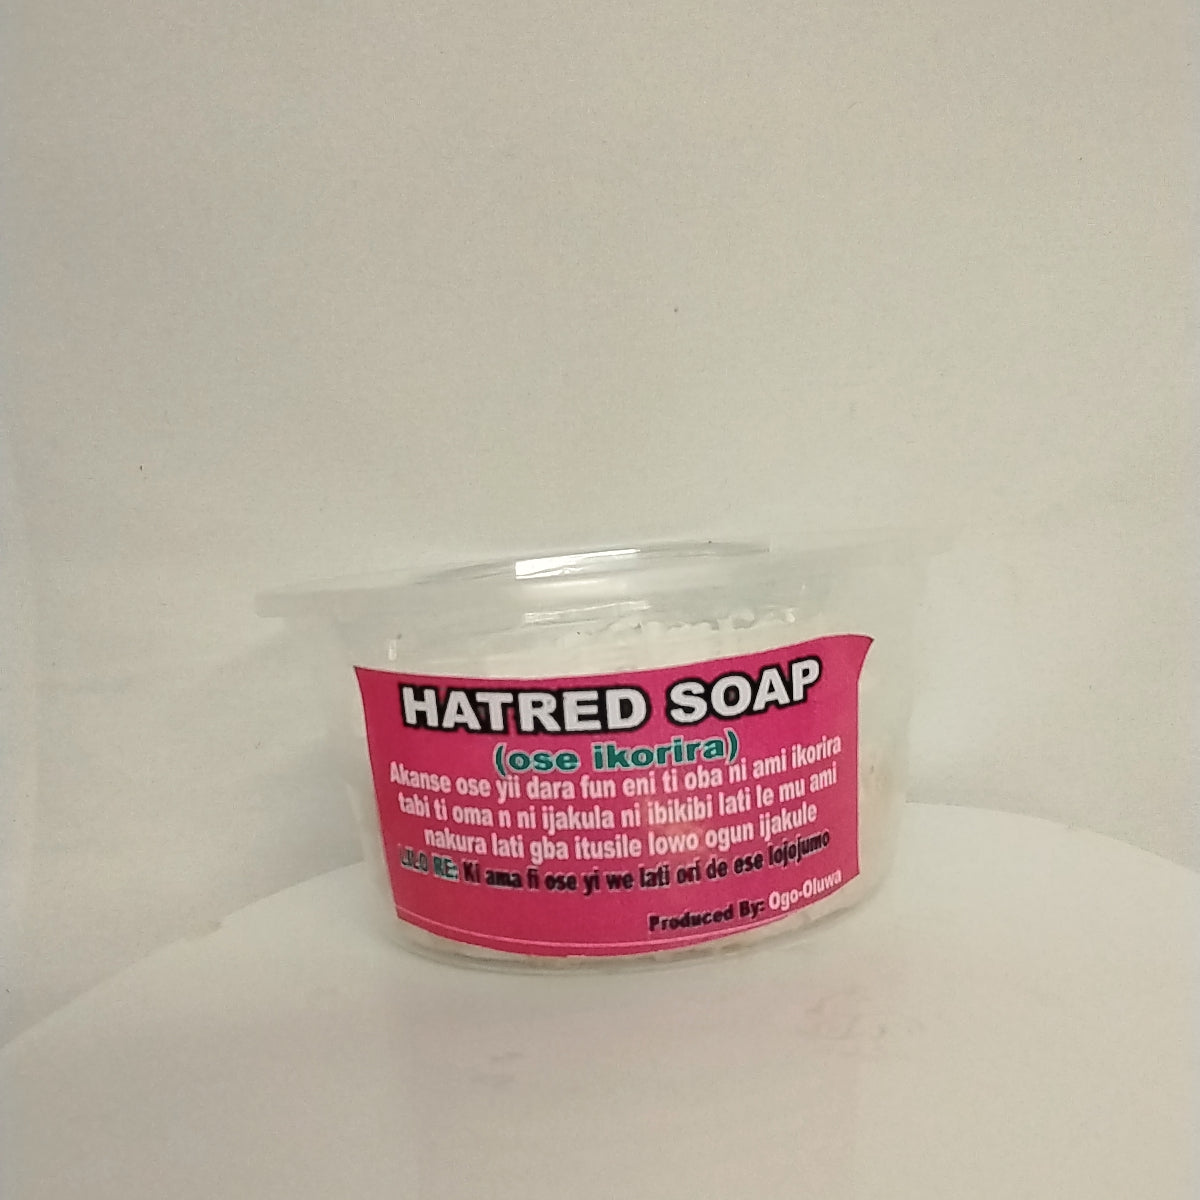 HATRED SOAP
(ose ikorira)
Akanse ose yii dara fun eni ti oba ni ami ikorira
tabi ti oma n ni ijakula ni ibikibi lati le mu ami
nakura lati gba itusile lowo ogun ijakule
LILO RE: Ki ama fi ose yi we lati ori de ese lojojumo
Produced By: Ogo-Oluwa